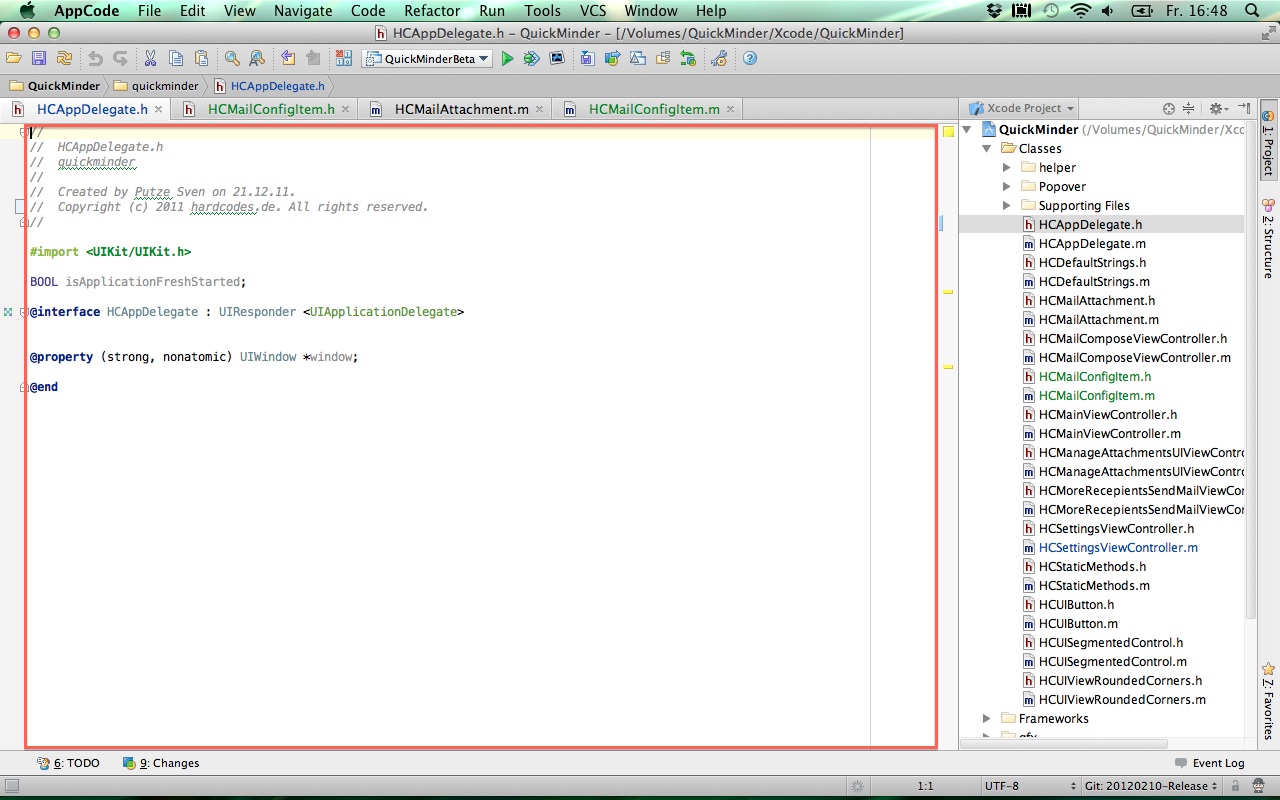 AppCode File Edit View Navigate Code Refactor Run Tools VCS Window Help Fr. 16:48
HCAppDelegate.h – QuickMinder – [/Volumes/QuickMinder/Xcode/QuickMinder]
QuickMinderBeta
QuickMinder quickminder HCAppDelegate.h
HCAppDelegate.h HCMailConfigItem.h HCMailAttachment.m HCMailConfigItem.m
//
// HCAppDelegate.h
// quickminder
//
// Created by Putze Sven on 21.12.11.
// Copyright (c) 2011 hardcodes.de. All rights reserved.
//
#import <UIKit/UIKit.h>
BOOL isApplicationFreshStarted;
@interface HCAppDelegate : UIResponder <UIApplicationDelegate>
@property (strong, nonatomic) UIWindow *window;
@end
Xcode Project
QuickMinder (/Volumes/QuickMinder/Xcc
Classes
helper
Popover
Supporting Files
HCAppDelegate.h
HCAppDelegate.m
HCDefaultStrings.h
HCDefaultStrings.m
HCMailAttachment.h
HCMailAttachment.m
HCMailComposeViewController.h
HCMailComposeViewController.m
HCMailConfigItem.h
HCMailConfigItem.m
HCMainViewController.h
HCMainViewController.m
HCManageAttachmentsUIViewContro
HCManageAttachmentsUIViewContro
HCMoreRecepientsSendMailViewCor
HCMoreRecepientsSendMailViewCor
HCSettingsViewController.h
HCSettingsViewController.m
HCStaticMethods.h
HCStaticMethods.m
HCUIButton.h
HCUIButton.m
HCUISegmentedControl.h
HCUISegmentedControl.m
HCUIViewRoundedCorners.h
HCUIViewRoundedCorners.m
Frameworks
1: Project
2: Structure
7: Favorites
6: TODO 9: Changes Event Log
1:1 UTF-8 Git: 20120210-Release